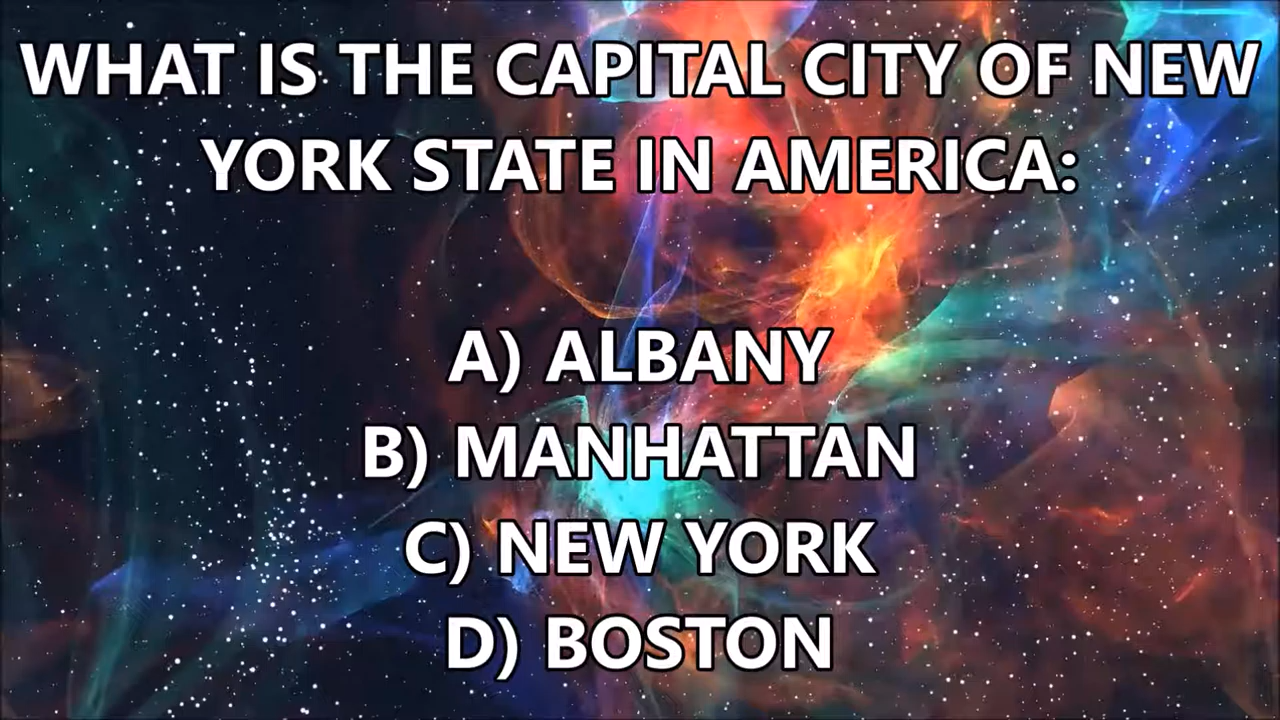 WHAT IS THE CAPITAL CITY OF NEW
YORK STATE IN AMERICA:
A) ALBANY
B) MANHATTAN
C) NEW YORK
D) BOSTON